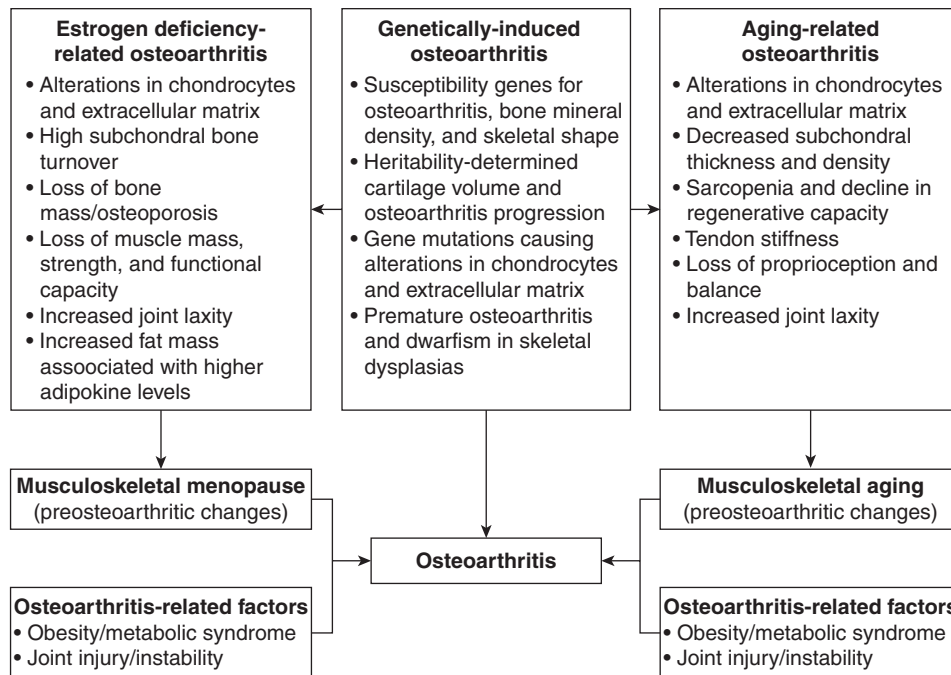 Estrogen deficiency-
related osteoarthritis
• Alterations in chondrocytes
and extracellular matrix
• High subchondral bone
turnover
• Loss of bone
mass/osteoporosis
• Loss of muscle mass,
strength, and functional
capacity
• Increased joint laxity
• Increased fat mass
assoociated with higher
adipokine levels
Genetically-induced
osteoarthritis
• Susceptibility genes for
osteoarthritis, bone mineral
density, and skeletal shape
• Heritability-determined
cartilage volume and
osteoarthritis progression
• Gene mutations causing
alterations in chondrocytes
and extracellular matrix
• Premature osteoarthritis
and dwarfism in skeletal
dysplasias
Aging-related
osteoarthritis
• Alterations in chondrocytes
and extracellular matrix
• Decreased subchondral
thickness and density
• Sarcopenia and decline in
regenerative capacity
• Tendon stiffness
• Loss of proprioception and
balance
• Increased joint laxity
Musculoskeletal menopause
(preosteoarthritic changes)
Musculoskeletal aging
(preosteoarthritic changes)
Osteoarthritis
Osteoarthritis-related factors
• Obesity/metabolic syndrome
• Joint injury/instability
Osteoarthritis-related factors
• Obesity/metabolic syndrome
• Joint injury/instability